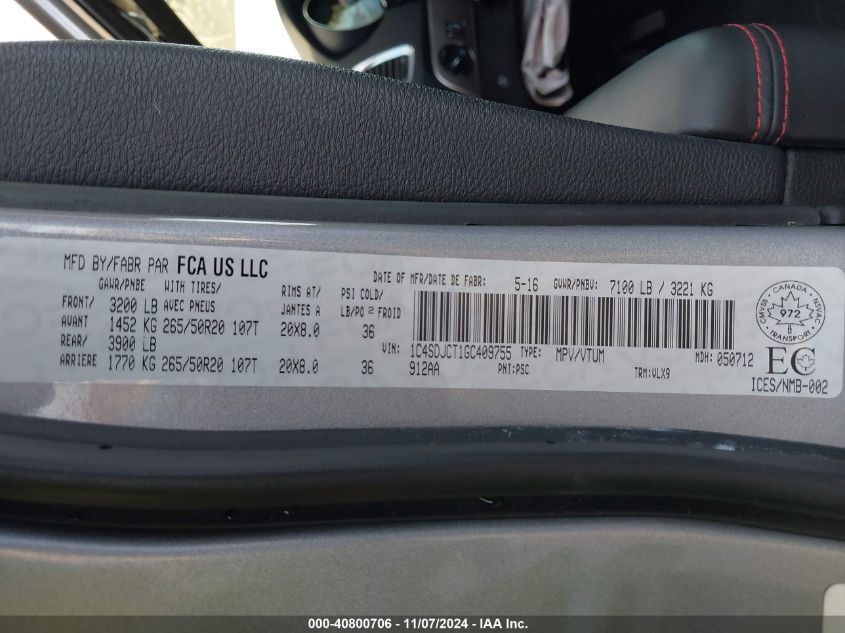 MFD BY/FABR PAR FCA US LLC
DATE OF MFR/DATE DE FABR: 5-16 GVWR/PNBV: 7100 LB / 3221 KG
GAWR/PNBE WITH TIRES/ RIMS AT/ PSI COLD/
FRONT/ 3200 LB AVEC PNEUS JANTES A LB/PO 2 FROID
AVANT 1452 KG 265/50R20 107T 20X8.0 36
REAR/ 3900 LB
ARRIERE 1770 KG 265/50R20 107T 20X8.0 36
VIN: 1C4SDJCT1GC409755 TYPE: MPV/VTUM MDH: 050712
912AA PNT:PSC TRM:VLX9
CMVSS CANADA NSVAC
972
TRANSPORT
EC
ICES/NMB-002
000-40800706 - 11/07/2024 - IAA Inc.